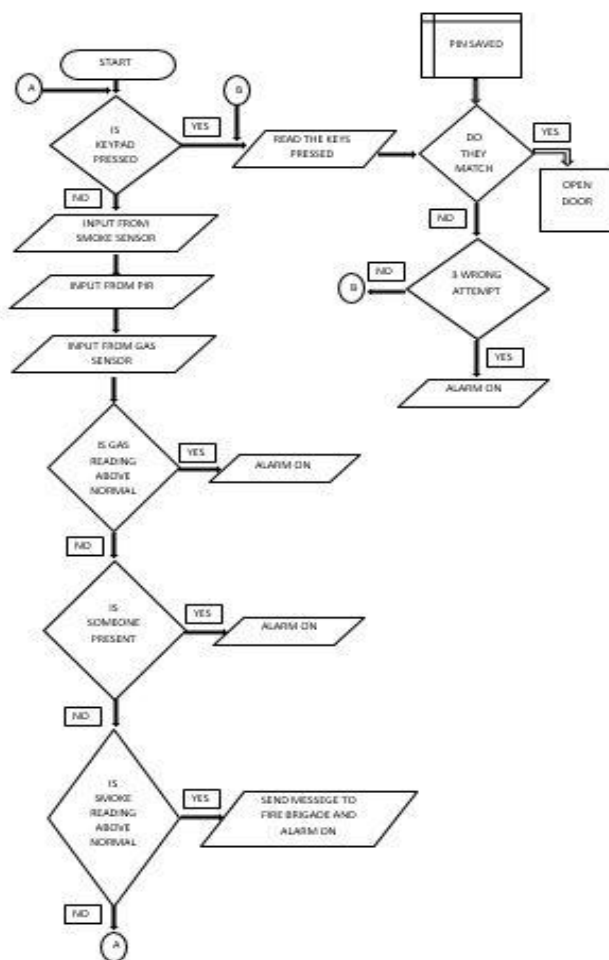 START
A
IS
KEYPAD
PRESSED
YES
B
READ THE KEYS
PRESSED
PIN SAVED
DO
THEY
MATCH
YES
OPEN
DOOR
NO
3 WRONG
ATTEMPT
NO
B
YES
ALARM ON
NO
INPUT FROM
SMOKE SENSOR
INPUT FROM PIR
INPUT FROM GAS
SENSOR
IS GAS
READING
ABOVE
NORMAL
YES
ALARM ON
NO
IS
SOMEONE
PRESENT
YES
ALARM ON
NO
IS
SMOKE
READING
ABOVE
NORMAL
YES
SEND MESSEGE TO
FIRE BRIGADE AND
ALARM ON
NO
A